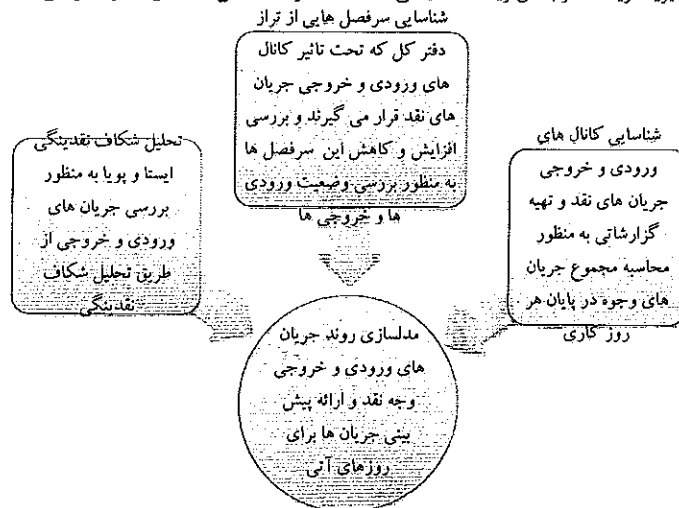 شناسایی سرفصل هایی از تراز
دفتر کل که تحت تاثیر کانال
های ورودی و خروجی جریان
های نقد قرار می گیرند و بررسی
افزایش و کاهش این سرفصل ها
به منظور بررسی وضعیت ورودی
ها و خروجی ها
شناسایی کانال های
ورودی و خروجی
جریان های نقد و تهیه
گزارشاتی به منظور
محاسبه مجموع جریان
های وجوه در پایان هر
روز کاری
تحلیل شکاف نقدینگی
ایستا و پویا به منظور
بررسی جریان های
ورودی و خروجی از
طریق تحلیل شکاف
نقدینگی
مدلسازی روند جریان
های ورودی و خروجی
وجه نقد و ارائه پیش
بینی جریان ها برای
روزهای آتی